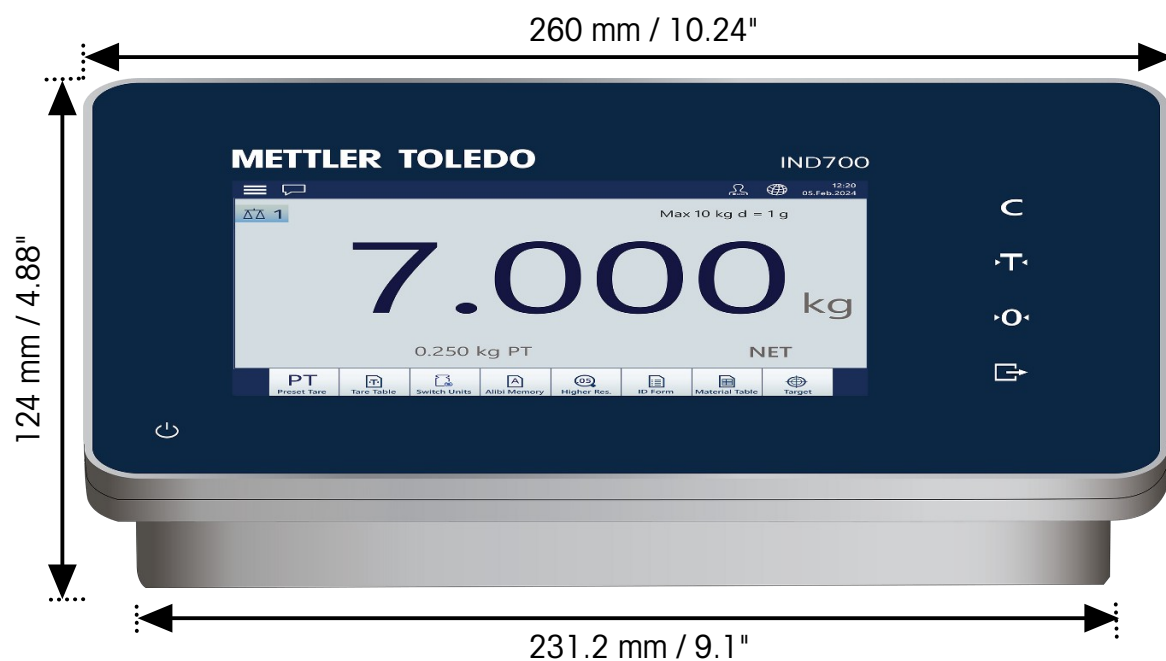 260 mm / 10.24"
METTLER TOLEDO
IND700
12:20
05.Feb.2024
1
Max 10 kg d = 1 g
7.000 kg
0.250 kg PT
NET
PT
Preset Tare
T
Tare Table
Switch Units
A
Alibi Memory
.05
Higher Res.
ID Form
Material Table
Target
C
T
0
124 mm / 4.88"
231.2 mm / 9.1"